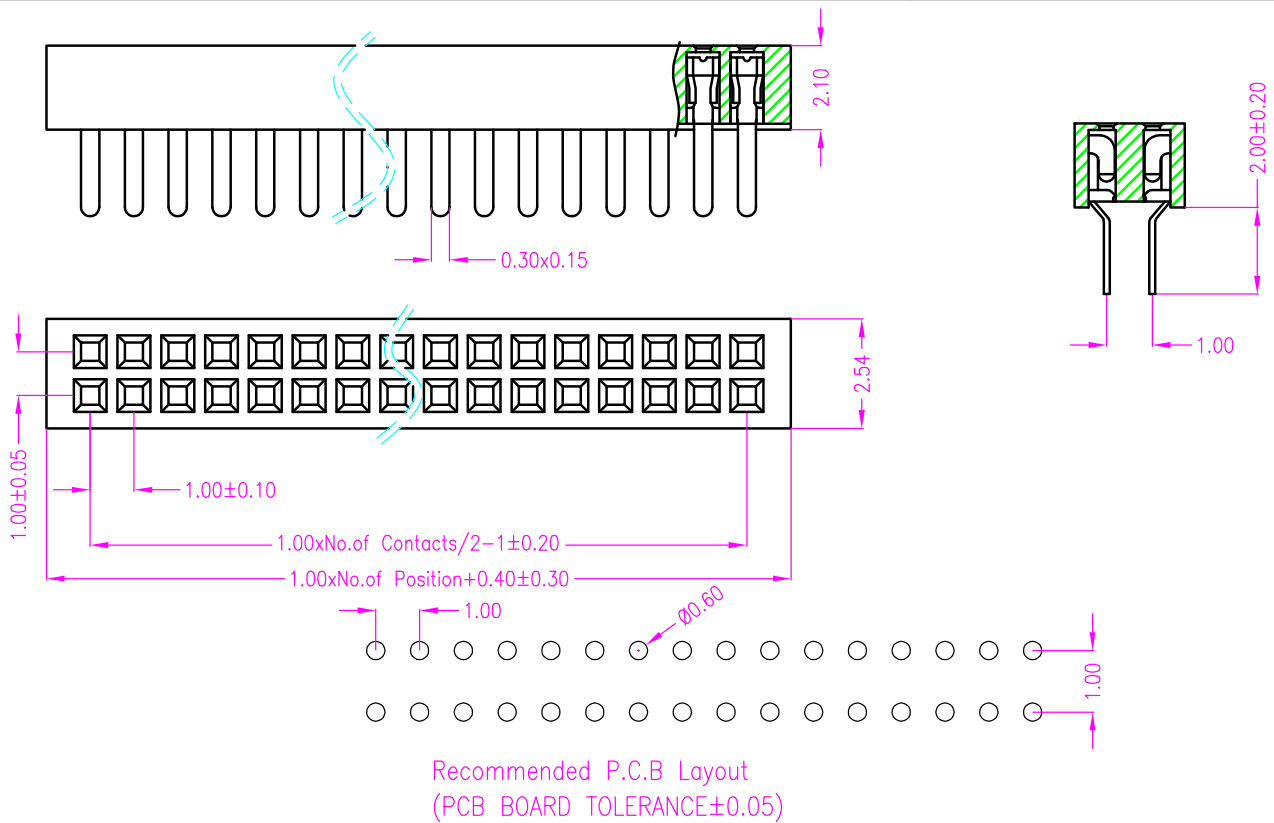 2.10
2.00±0.20
0.30x0.15
1.00
2.54
1.00±0.05
1.00±0.10
1.00xNo.of Contacts/2-1±0.20
1.00xNo.of Position+0.40±0.30
1.00
Ø0.60
1.00
Recommended P.C.B Layout
(PCB BOARD TOLERANCE±0.05)